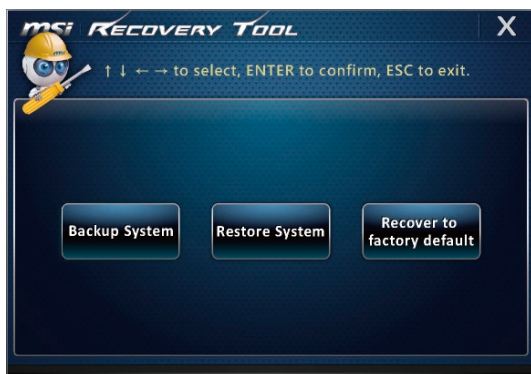 msi RECOVERY TOOL X
↑ ↓ ← → to select, ENTER to confirm, ESC to exit.
Backup System
Restore System
Recover to
factory default